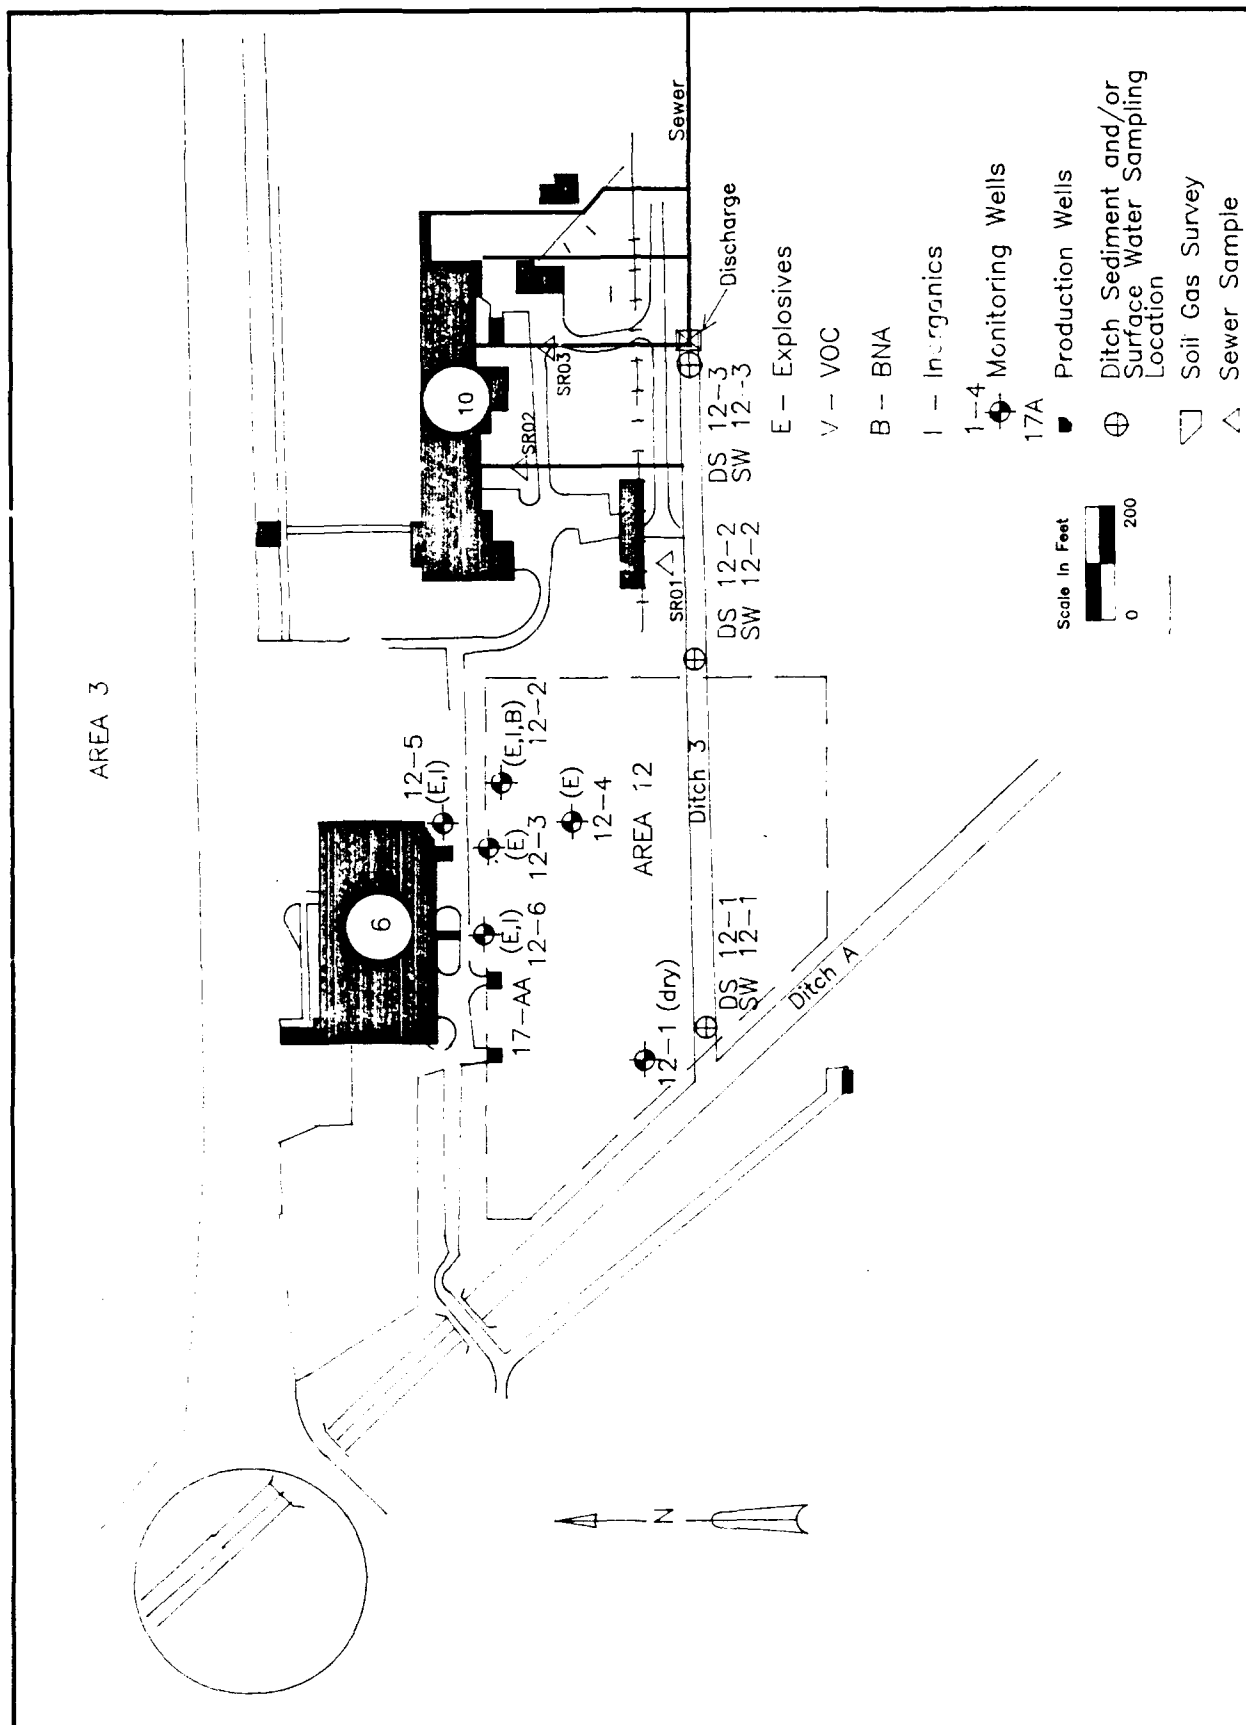 AREA 3
6
10
12-5
(E,I)
(E,I,B)
12-2
(E)
12-3
(E)
12-4
(E,I)
12-6
17-AA
12-1 (dry)
AREA 12
Ditch 3
Ditch A
DS 12-1
SW 12-1
DS 12-2
SW 12-2
DS 12-3
SW 12-3
SR01
SR02
SR03
Sewer
Discharge
N
E - Explosives
V - VOC
B - BNA
I - Inorganics
1-4
Monitoring Wells
17A
Production Wells
Ditch Sediment and/or
Surface Water Sampling
Location
Soil Gas Survey
Sewer Sample
Scale In Feet
0 200